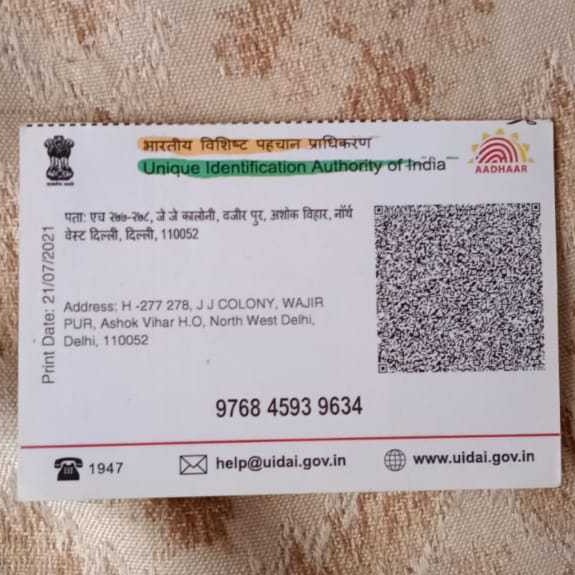 भारतीय विशिष्ट पहचान प्राधिकरण
Unique Identification Authority of India
AADHAAR
पता: एच २७७-२७८, जे जे कालोनी, वजीर पुर, अशोक विहार, नॉर्थ
वेस्ट दिल्ली, दिल्ली, 110052
Print Date: 21/07/2021
Address: H -277 278, J J COLONY, WAJIR
PUR, Ashok Vihar H.O, North West Delhi,
Delhi, 110052
9768 4593 9634
1947
help@uidai.gov.in
www.uidai.gov.in